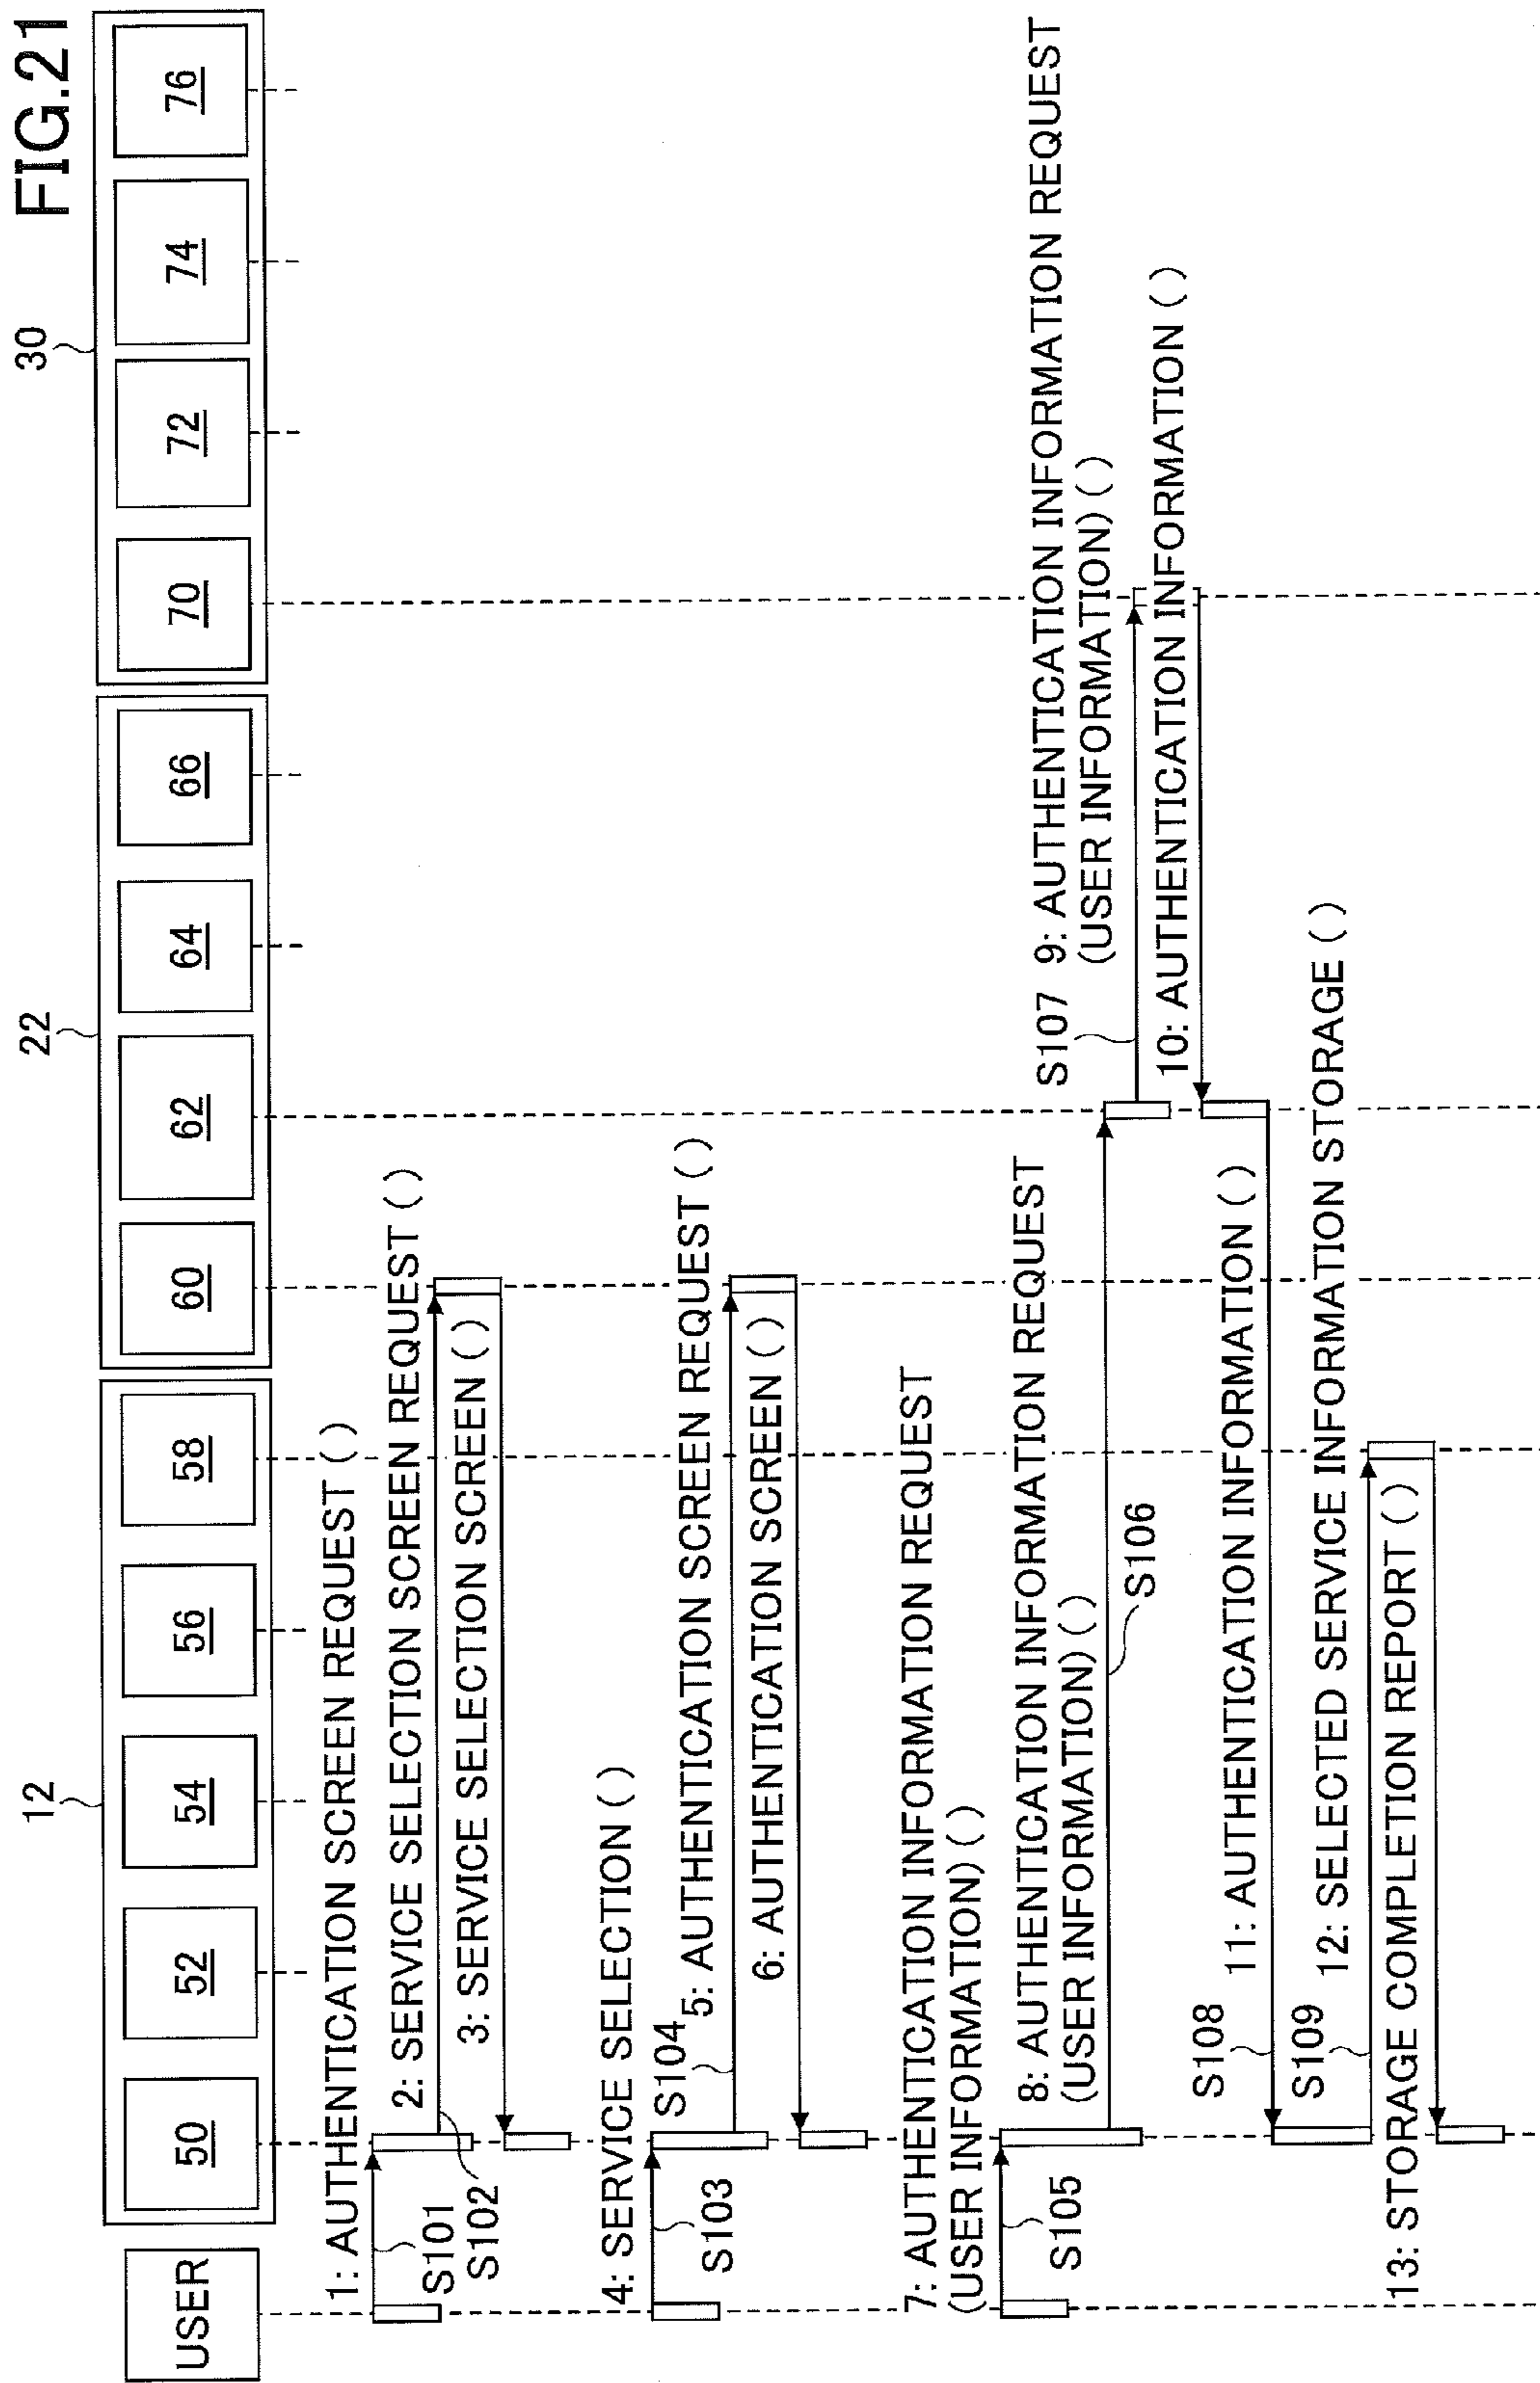 FIG.21
12
22
30
USER
50
52
54
56
58
60
62
64
66
70
72
74
76
1: AUTHENTICATION SCREEN REQUEST ( )
S101
2: SERVICE SELECTION SCREEN REQUEST ( )
S102
3: SERVICE SELECTION SCREEN ( )
4: SERVICE SELECTION ( )
S103
S104
5: AUTHENTICATION SCREEN REQUEST ( )
6: AUTHENTICATION SCREEN ( )
7: AUTHENTICATION INFORMATION REQUEST
(USER INFORMATION) ( )
S105
8: AUTHENTICATION INFORMATION REQUEST
(USER INFORMATION) ( )
S106
S107
9: AUTHENTICATION INFORMATION REQUEST
(USER INFORMATION) ( )
10: AUTHENTICATION INFORMATION ( )
11: AUTHENTICATION INFORMATION ( )
S108
12: SELECTED SERVICE INFORMATION STORAGE ( )
S109
13: STORAGE COMPLETION REPORT ( )